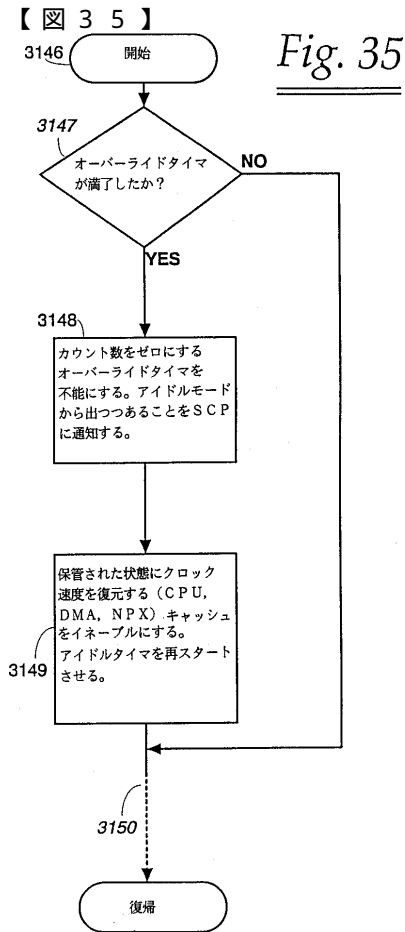 【図35】
Fig. 35
3146
開始
3147
オーバーライドタイマ
が満了したか？
NO
YES
3148
カウント数をゼロにする
オーバーライドタイマを
不能にする。アイドルモード
から出つつあることをSCP
に通知する。
保管された状態にクロック
速度を復元する（CPU,
DMA, NPX）キャッシュ
をイネーブルにする。
アイドルタイマを再スタート
させる。
3149
3150
復帰